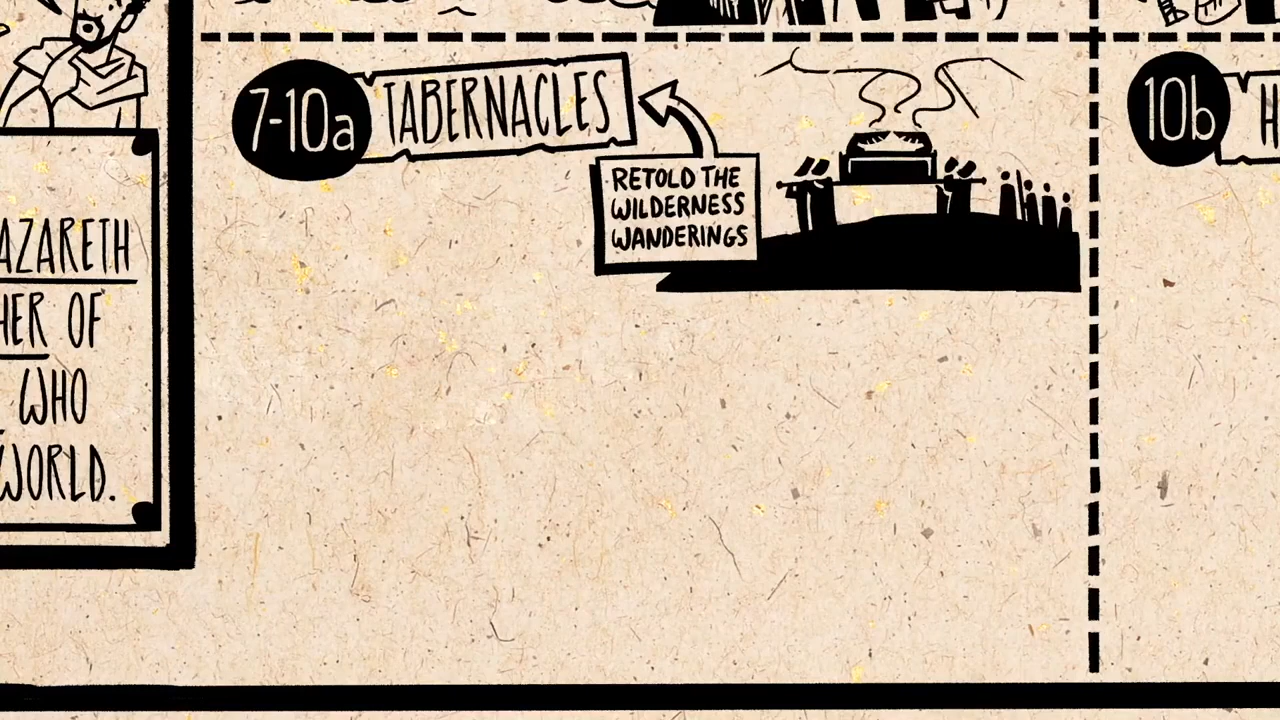 7-10a TABERNACLES
RETOLD THE
WILDERNESS
WANDERINGS
10b H
AZARETH
HER OF
WHO
WORLD.